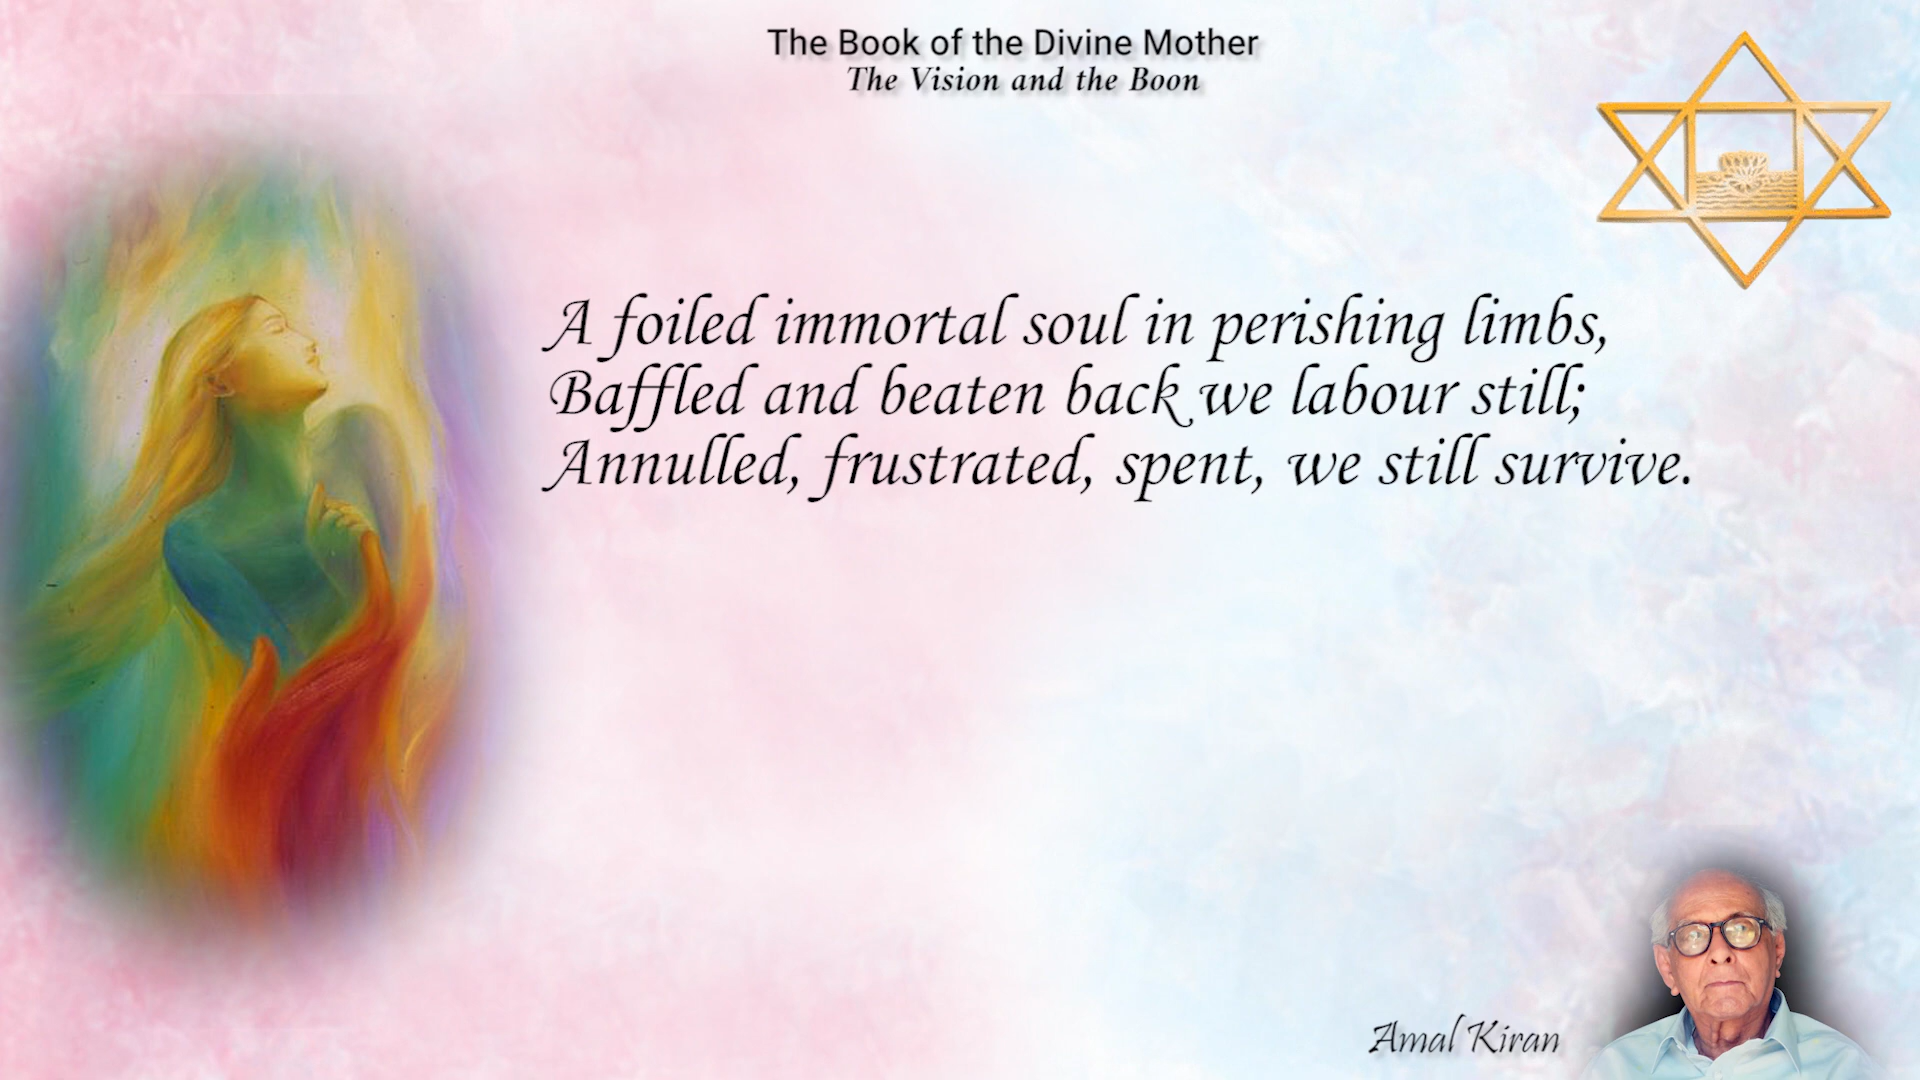 The Book of the Divine Mother
The Vision and the Boon
A foiled immortal soul in perishing limbs,
Baffled and beaten back we labour still;
Annulled, frustrated, spent, we still survive.
Amal Kiran